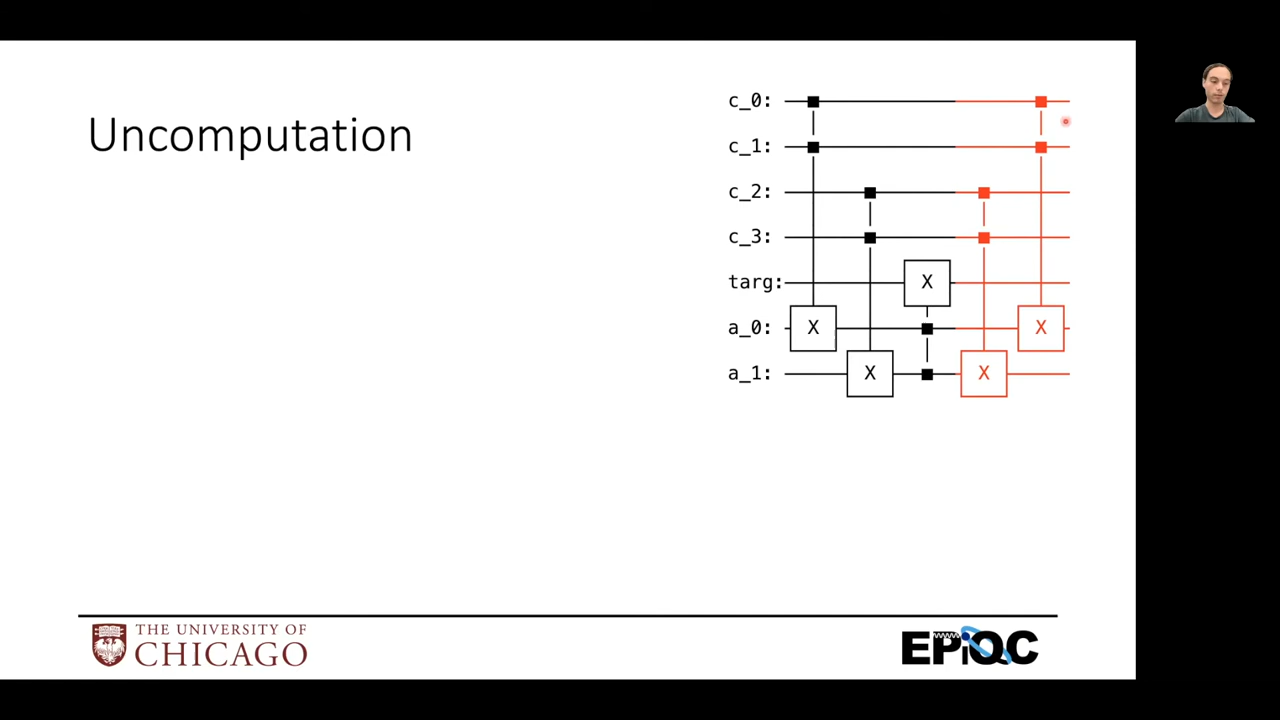 Uncomputation
c_0:
c_1:
c_2:
c_3:
targ:
X
a_0:
X
X
a_1:
X
X
THE UNIVERSITY OF
CHICAGO
EPiQC